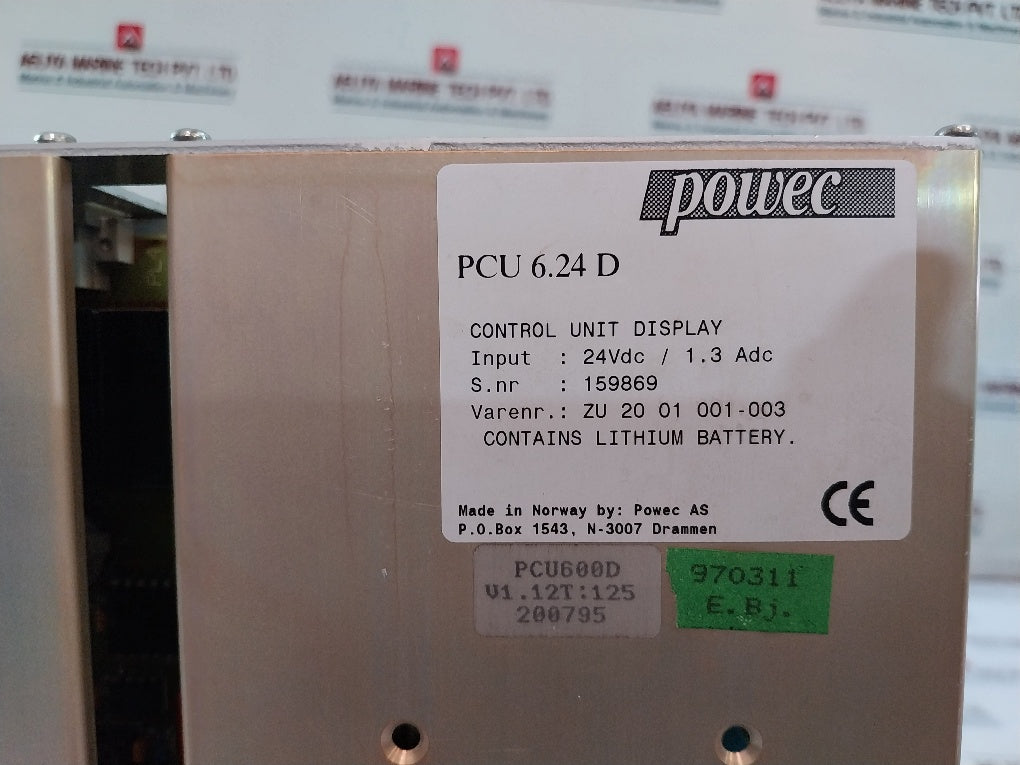 powec
PCU 6.24 D
CONTROL UNIT DISPLAY
Input : 24Vdc / 1.3 Adc
S.nr : 159869
Varenr.: ZU 20 01 001-003
CONTAINS LITHIUM BATTERY.
CE
Made in Norway by: Powec AS
P.O.Box 1543, N-3007 Drammen
PCU600D
V1.12T:125
200795
970311
E.Bj.